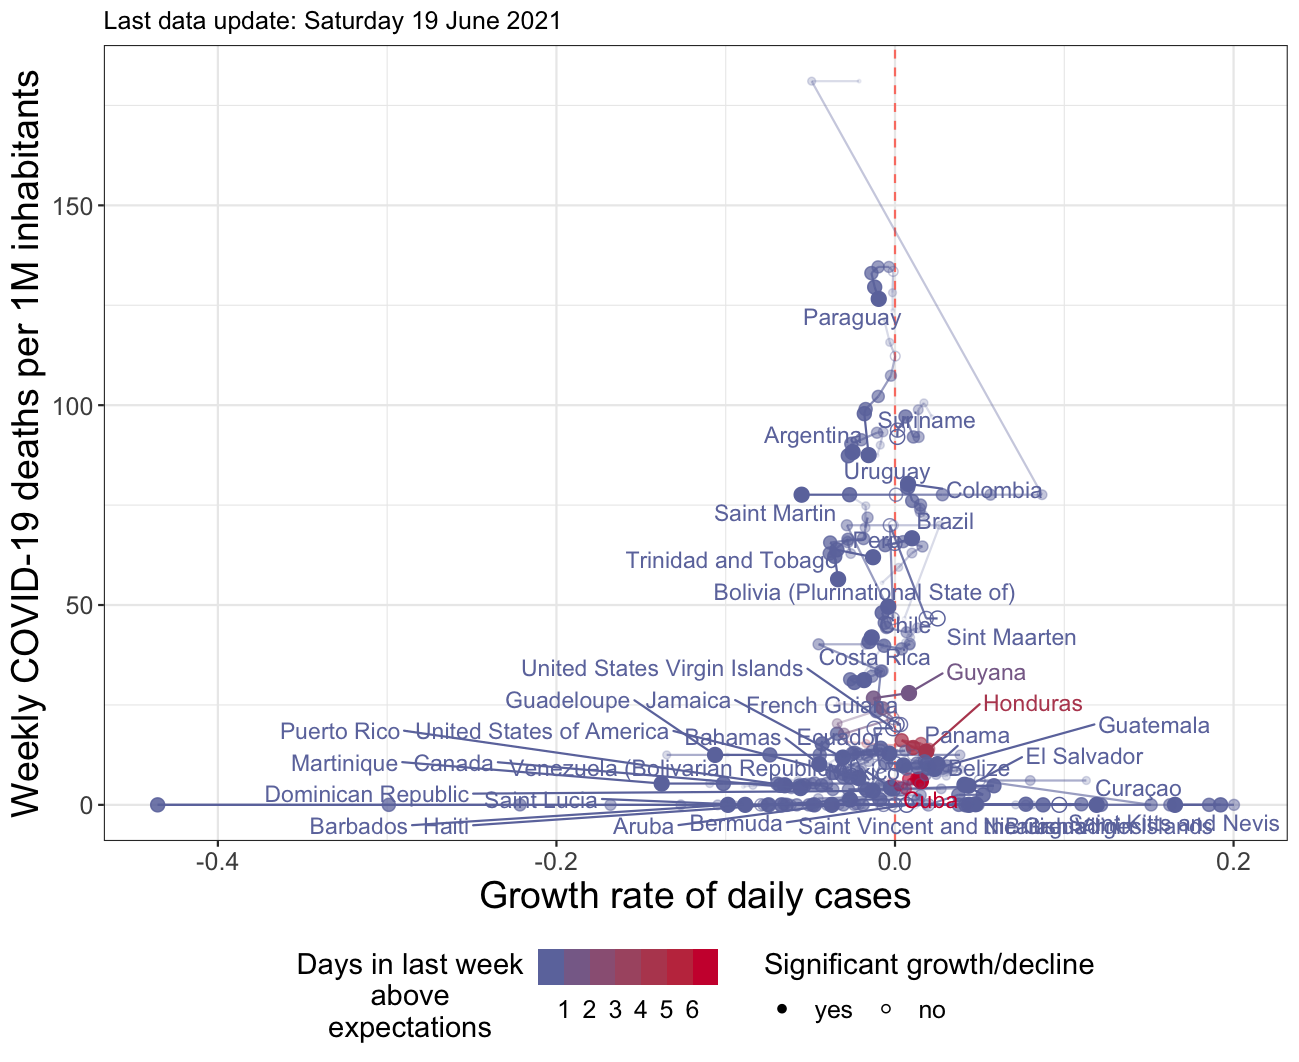 Last data update: Saturday 19 June 2021
Weekly COVID-19 deaths per 1M inhabitants
150
100
50
0
Paraguay
Suriname
Argentina
Uruguay
Colombia
Saint Martin
Brazil
Peru
Trinidad and Tobago
Bolivia (Plurinational State of)
Chile
Sint Maarten
Costa Rica
United States Virgin Islands
Guyana
Guadeloupe
Jamaica
French Guiana
Honduras
Puerto Rico
United States of America
Bahamas
Ecuador
Panama
Guatemala
Martinique
Canada
Venezuela (Bolivarian Republic
Mexico
Belize
El Salvador
Dominican Republic
Saint Lucia
Cuba
Curaçao
Barbados
Haiti
Aruba
Bermuda
Saint Vincent and
Saint Kitts and Nevis
-0.4
-0.2
0.0
0.2
Growth rate of daily cases
Days in last week
above
expectations
1 2 3 4 5 6
Significant growth/decline
yes
no